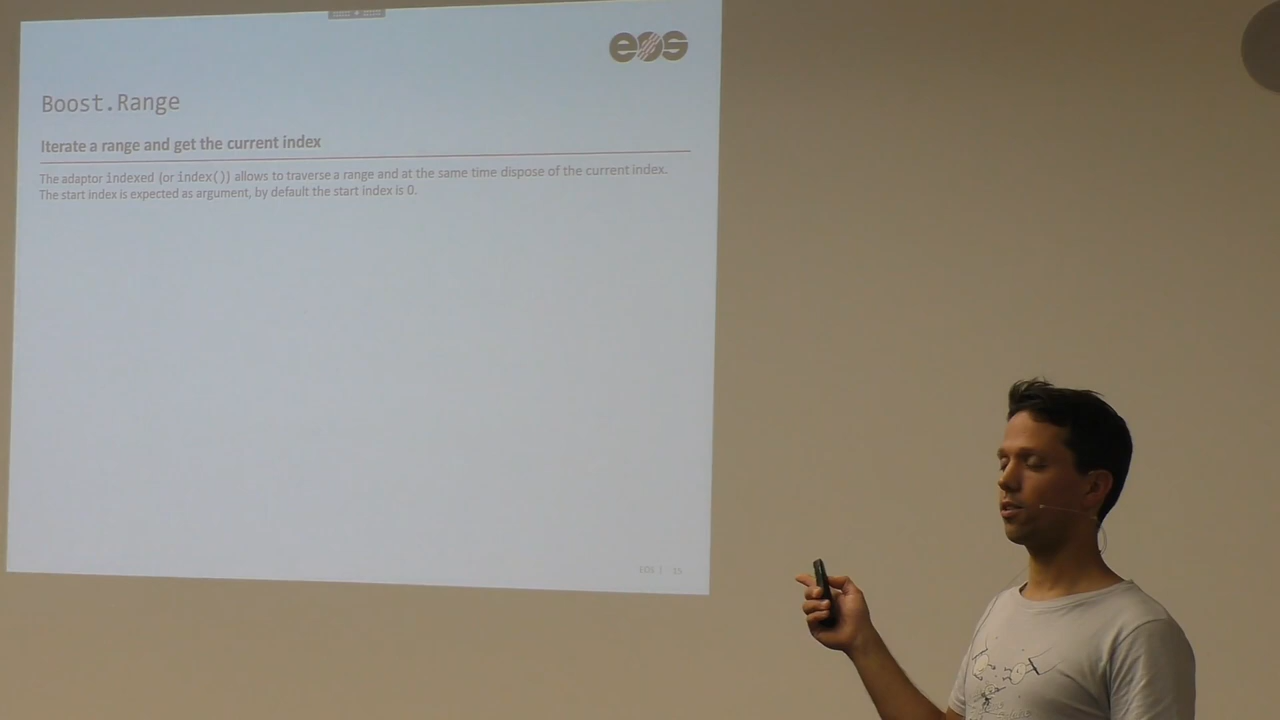 eos
Boost.Range
Iterate a range and get the current index
The adaptor indexed (or index()) allows to traverse a range and at the same time dispose of the current index.
The start index is expected as argument, by default the start index is 0.
EOS | 15